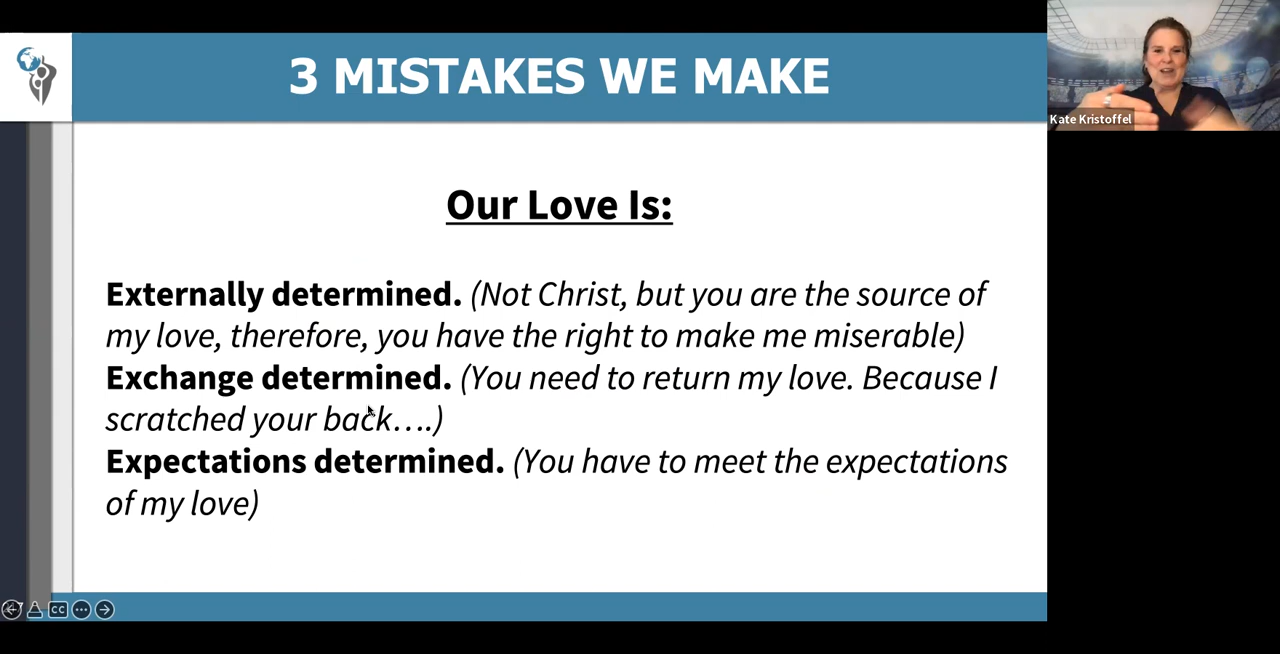 3 MISTAKES WE MAKE
Kate Kristoffel
Our Love Is:
Externally determined. (Not Christ, but you are the source of
my love, therefore, you have the right to make me miserable)
Exchange determined. (You need to return my love. Because I
scratched your back….)
Expectations determined. (You have to meet the expectations
of my love)
CC